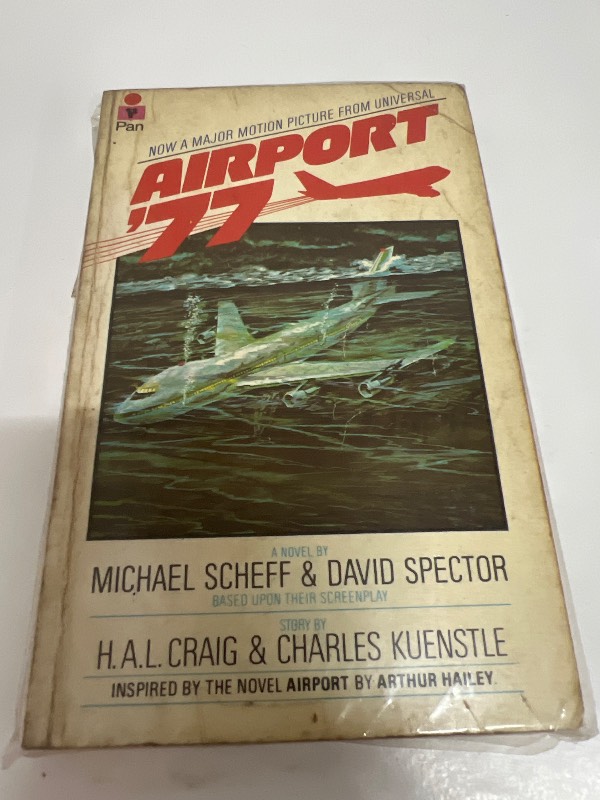 Pan
NOW A MAJOR MOTION PICTURE FROM UNIVERSAL
AIRPORT
'77
A NOVEL BY
MICHAEL SCHEFF & DAVID SPECTOR
BASED UPON THEIR SCREENPLAY
STORY BY
H.A.L. CRAIG & CHARLES KUENSTLE
INSPIRED BY THE NOVEL AIRPORT BY ARTHUR HAILEY.